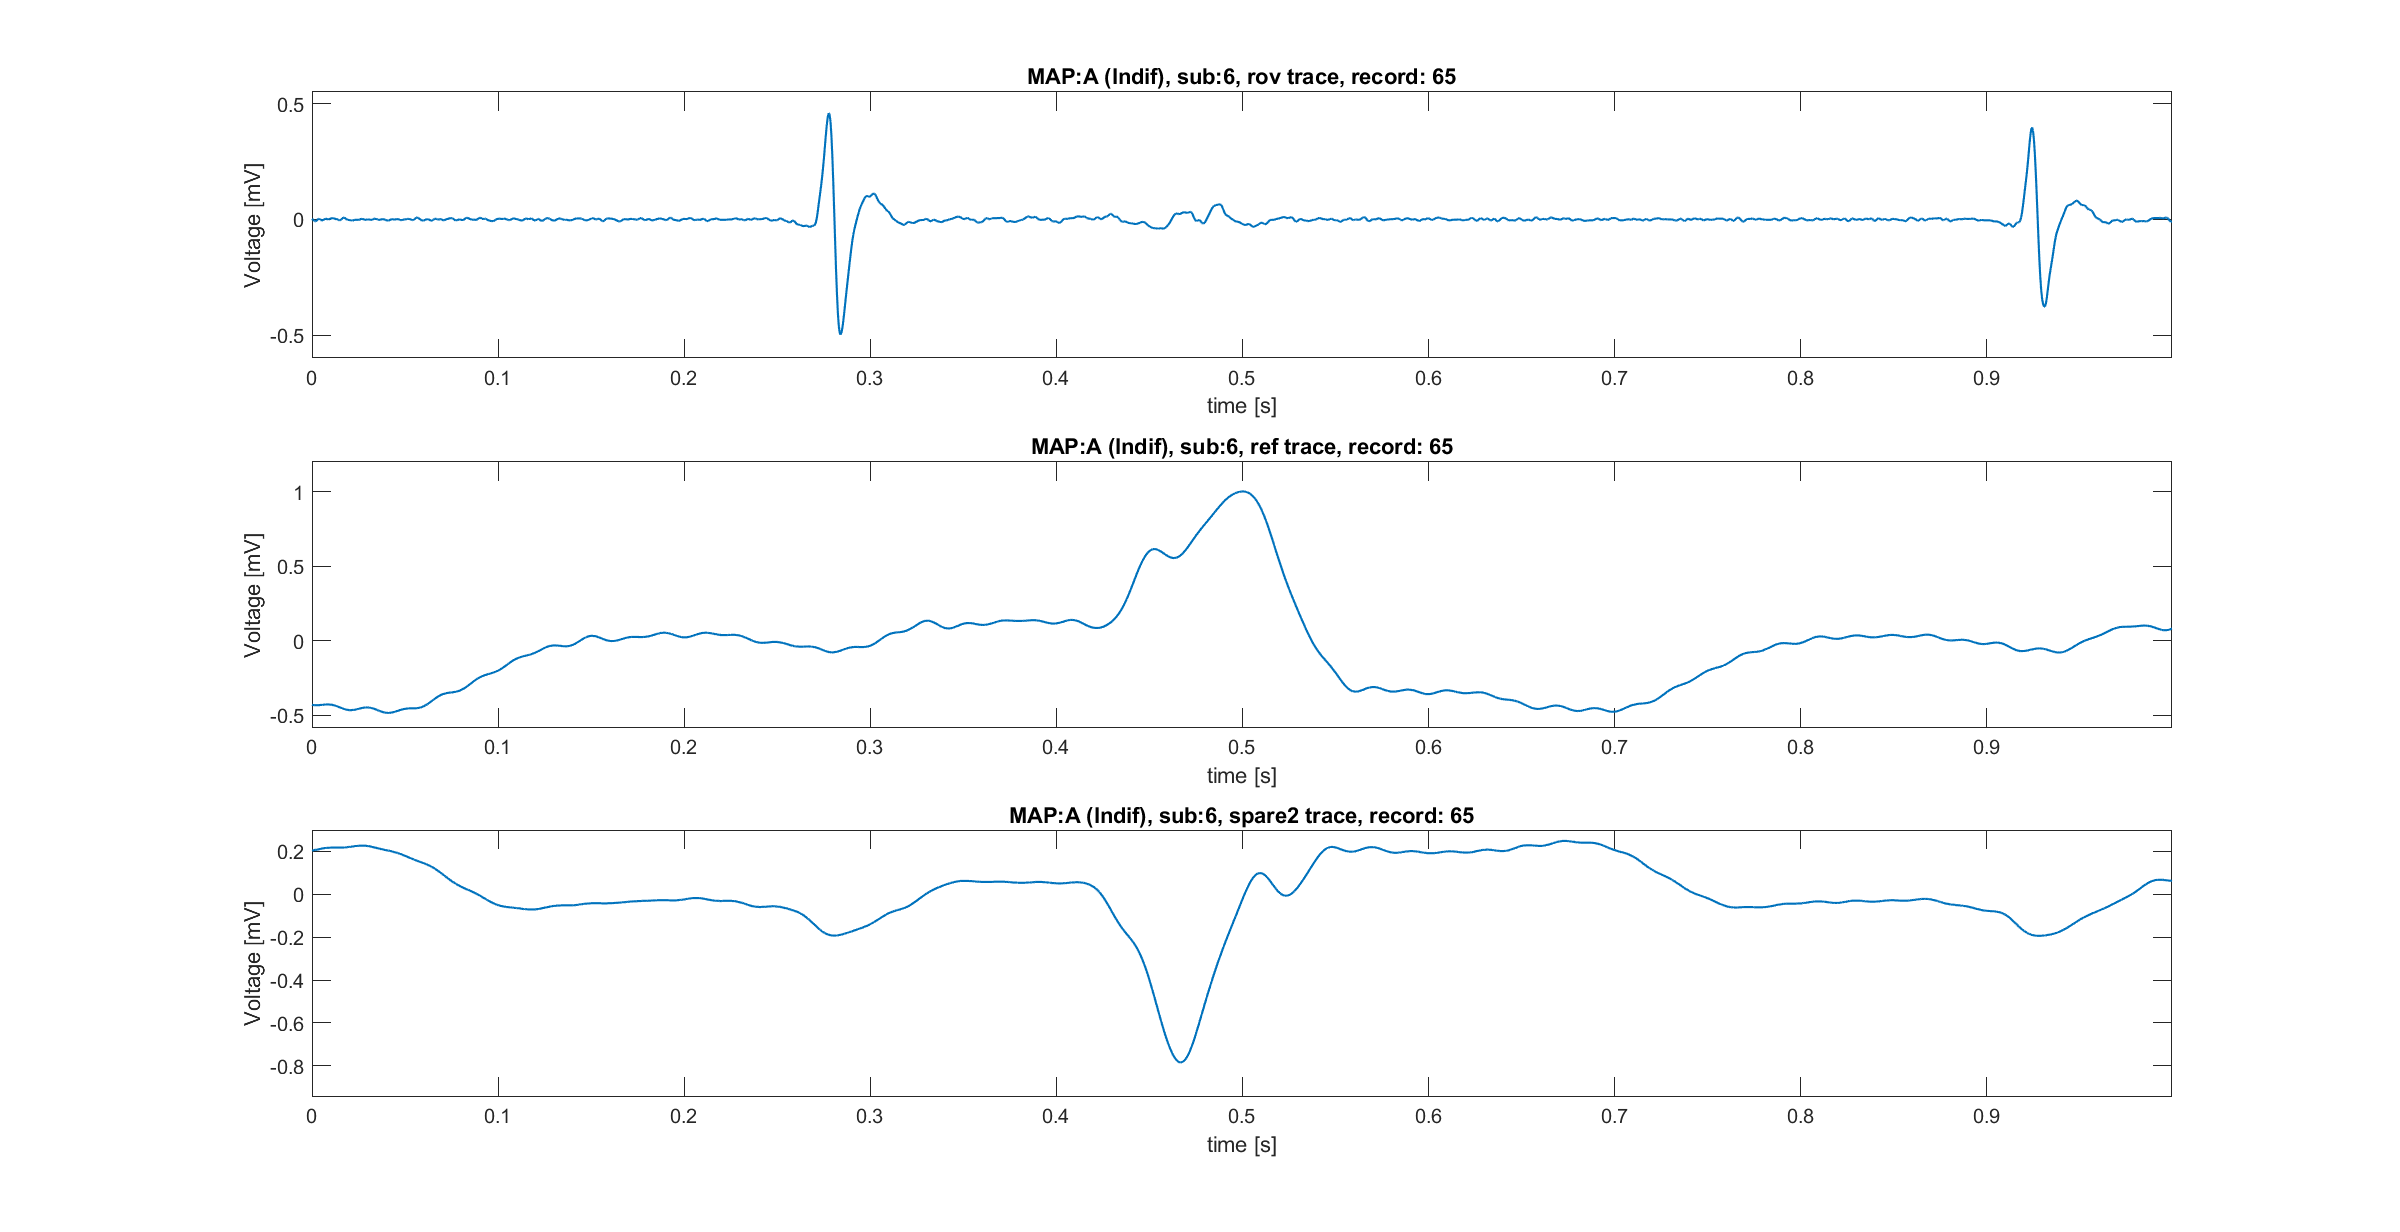 MAP:A (Indif), sub:6, rov trace, record: 65
Voltage [mV]
0.5
0
-0.5
0 0.1 0.2 0.3 0.4 0.5 0.6 0.7 0.8 0.9
time [s]
MAP:A (Indif), sub:6, ref trace, record: 65
Voltage [mV]
1
0.5
0
-0.5
0 0.1 0.2 0.3 0.4 0.5 0.6 0.7 0.8 0.9
time [s]
MAP:A (Indif), sub:6, spare2 trace, record: 65
Voltage [mV]
0.2
0
-0.2
-0.4
-0.6
-0.8
0 0.1 0.2 0.3 0.4 0.5 0.6 0.7 0.8 0.9
time [s]